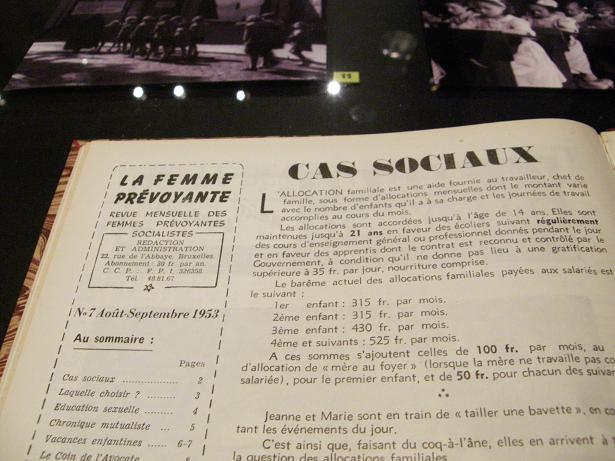 11
LA FEMME
PRÉVOYANTE
REVUE MENSUELLE DES
FEMMES PRÉVOYANTES
SOCIALISTES
REDACTION
ET ADMINISTRATION
22, rue de l'Abbaye, Bruxelles.
Abonnement : 30 fr. par an.
C. C. P. : F. P. I. 326358.
Tél. 48.81.67
N° 7 Août-Septembre 1953
Au sommaire :
Pages
Cas sociaux ................ 2
Laquelle choisir ? ........ 3
Education sexuelle ........ 4
Chronique mutualiste ... 5
Vacances enfantines ...... 6-7
Le Coin de l'Avocate
CAS SOCIAUX
L'ALLOCATION familiale est une aide fournie au travailleur, chef de
famille, sous forme d'allocations mensuelles dont le montant varie
avec le nombre d'enfants qu'il a à sa charge et les journées de travail
accomplies au cours du mois.
Les allocations sont accordées jusqu'à l'âge de 14 ans. Elles sont
maintenues jusqu'à 21 ans en faveur des écoliers suivant régulièrement
des cours d'enseignement général ou professionnel donnés pendant le jour
et en faveur des apprentis dont le contrat est reconnu et contrôlé par le
Gouvernement, à condition qu'il ne donne pas lieu à une gratification
supérieure à 35 fr. par jour, nourriture comprise.
Le barême actuel des allocations familiales payées aux salariés est
le suivant :
1er enfant : 315 fr. par mois.
2ème enfant : 315 fr. par mois.
3ème enfant : 430 fr. par mois.
4ème et suivants : 525 fr. par mois.
A ces sommes s'ajoutent celles de 100 fr. par mois, au
d'allocation de « mère au foyer » (lorsque la mère ne travaille pas co
salariée), pour le premier enfant, et de 50 fr. pour chacun des suivan
Jeanne et Marie sont en train de « tailler une bavette », en co
tant les événements du jour.
C'est ainsi que, faisant du coq-à-l'âne, elles en arrivent à
la question des allocations familiales